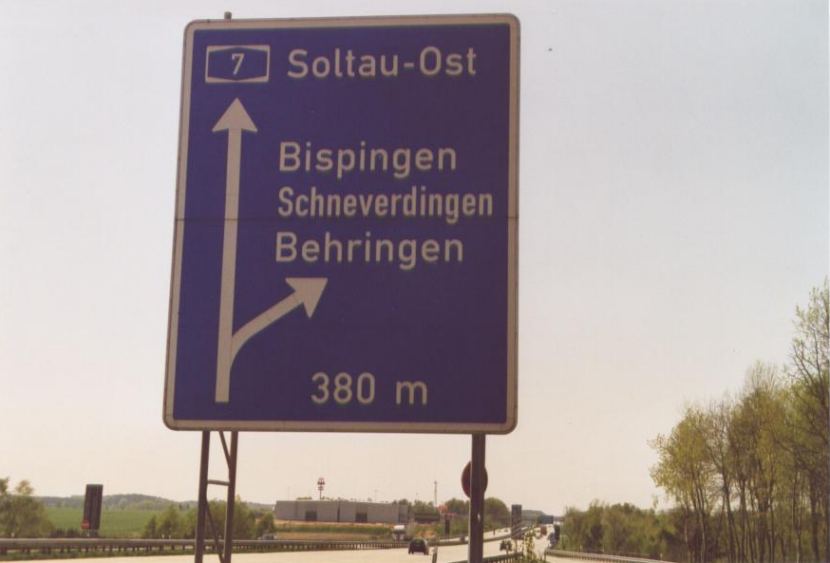 7 Soltau-Ost
Bispingen
Schneverdingen
Behringen
380 m